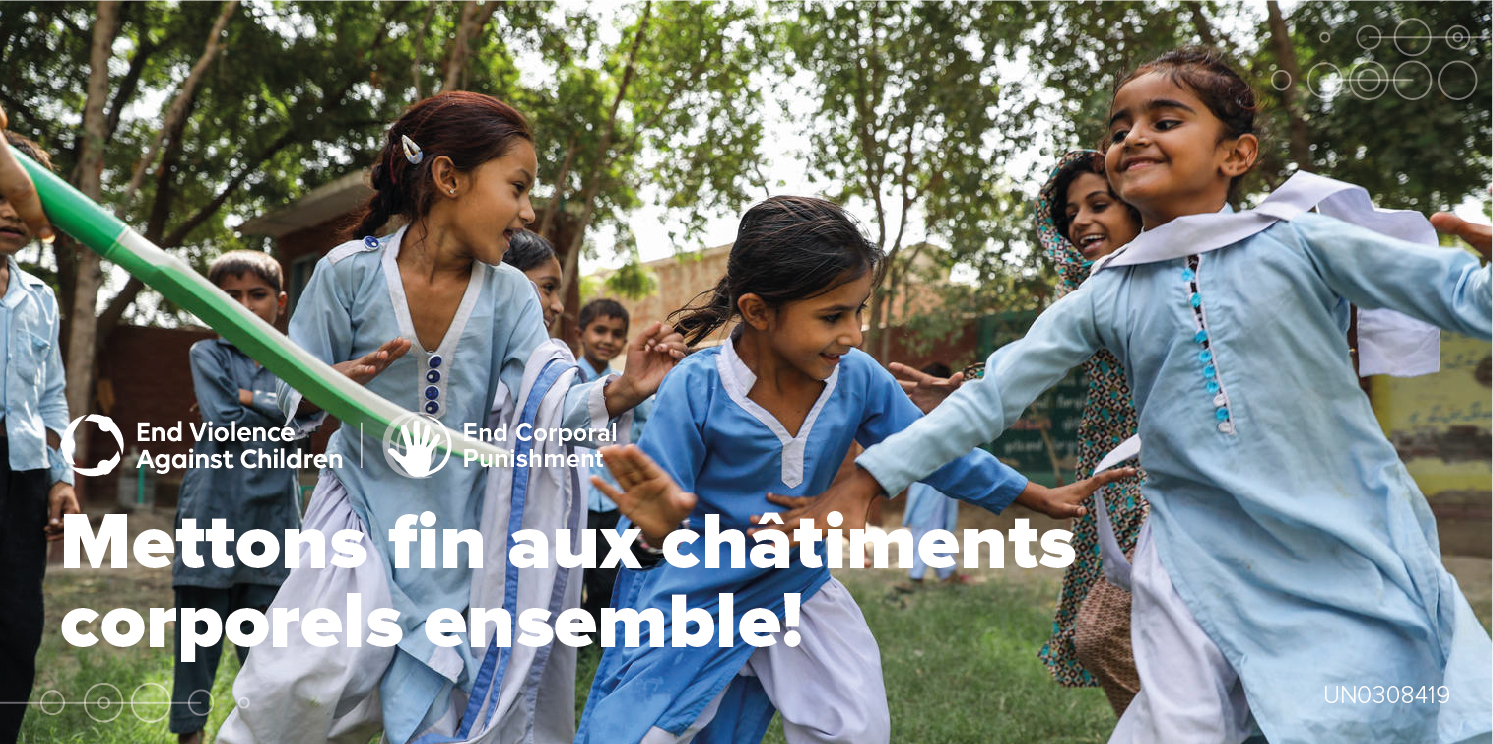 End Violence
Against Children
End Corporal
Punishment
Mettons fin aux châtiments
corporels ensemble!
UN0308419